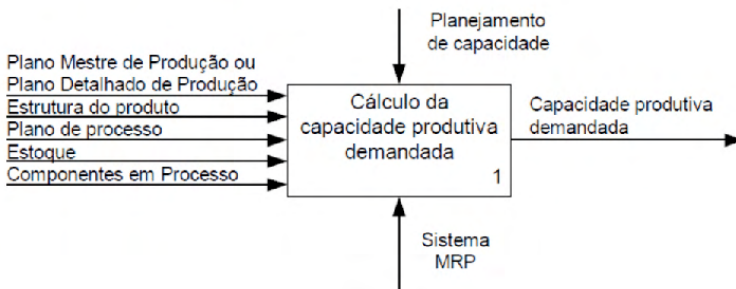 Planejamento
de capacidade
Plano Mestre de Produção ou
Plano Detalhado de Produção
Estrutura do produto
Plano de processo
Estoque
Componentes em Processo
Cálculo da
capacidade produtiva
demandada
1
Capacidade produtiva
demandada
Sistema
MRP